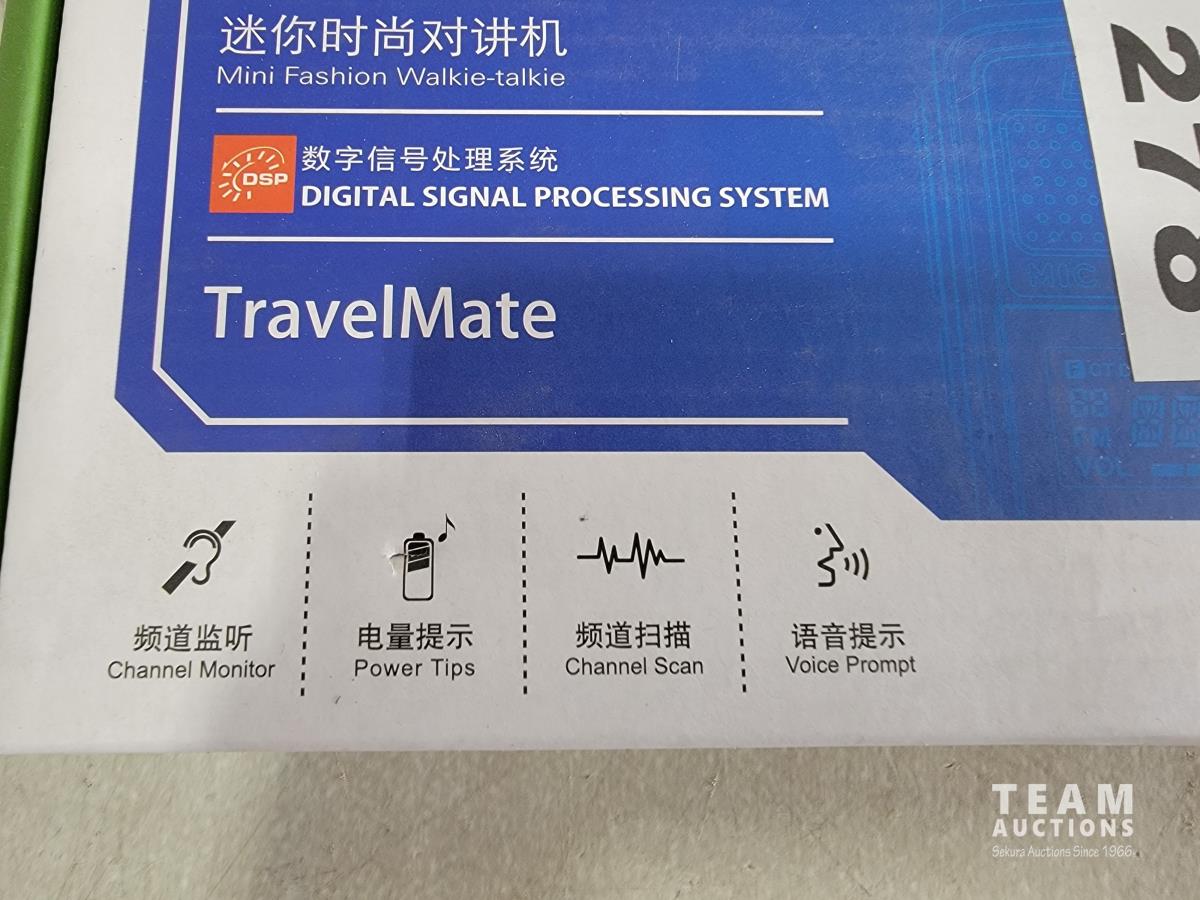 迷你时尚对讲机
Mini Fashion Walkie-talkie
DSP
数字信号处理系统
DIGITAL SIGNAL PROCESSING SYSTEM
TravelMate
MIC
VOL
频道监听
Channel Monitor
电量提示
Power Tips
频道扫描
Channel Scan
语音提示
Voice Prompt
TEAM
AUCTIONS
Sekura Auctions Since 1966